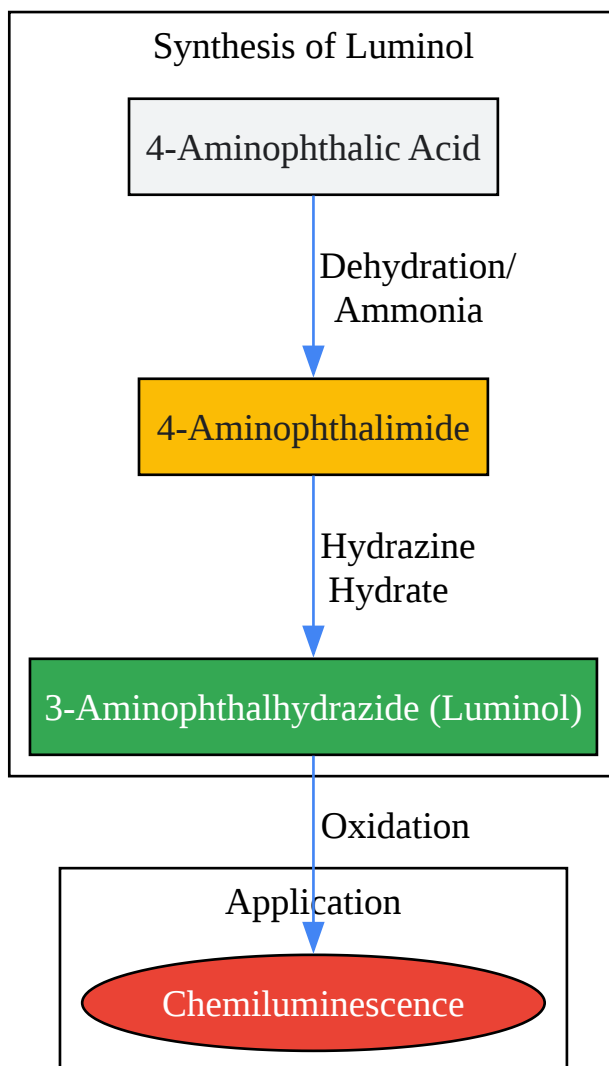 Synthesis of Luminol
4-Aminophthalic Acid
Dehydration/
Ammonia
4-Aminophthalimide
Hydrazine
Hydrate
3-Aminophthalhydrazide (Luminol)
Oxidation
Application
Chemiluminescence